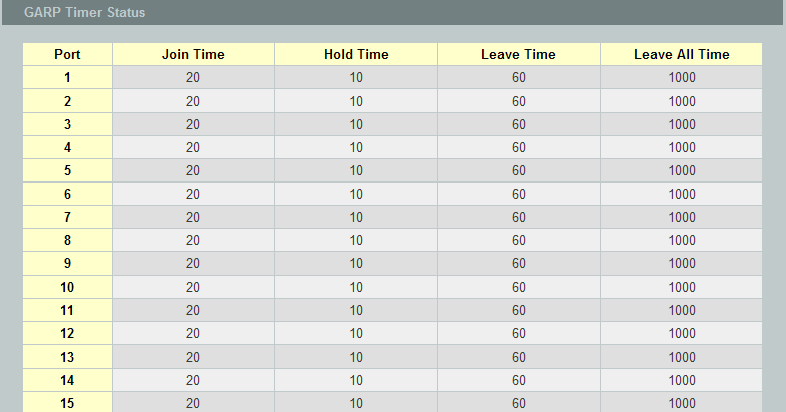 GARP Timer Status
Port Join Time Hold Time Leave Time Leave All Time
1 20 10 60 1000
2 20 10 60 1000
3 20 10 60 1000
4 20 10 60 1000
5 20 10 60 1000
6 20 10 60 1000
7 20 10 60 1000
8 20 10 60 1000
9 20 10 60 1000
10 20 10 60 1000
11 20 10 60 1000
12 20 10 60 1000
13 20 10 60 1000
14 20 10 60 1000
15 20 10 60 1000